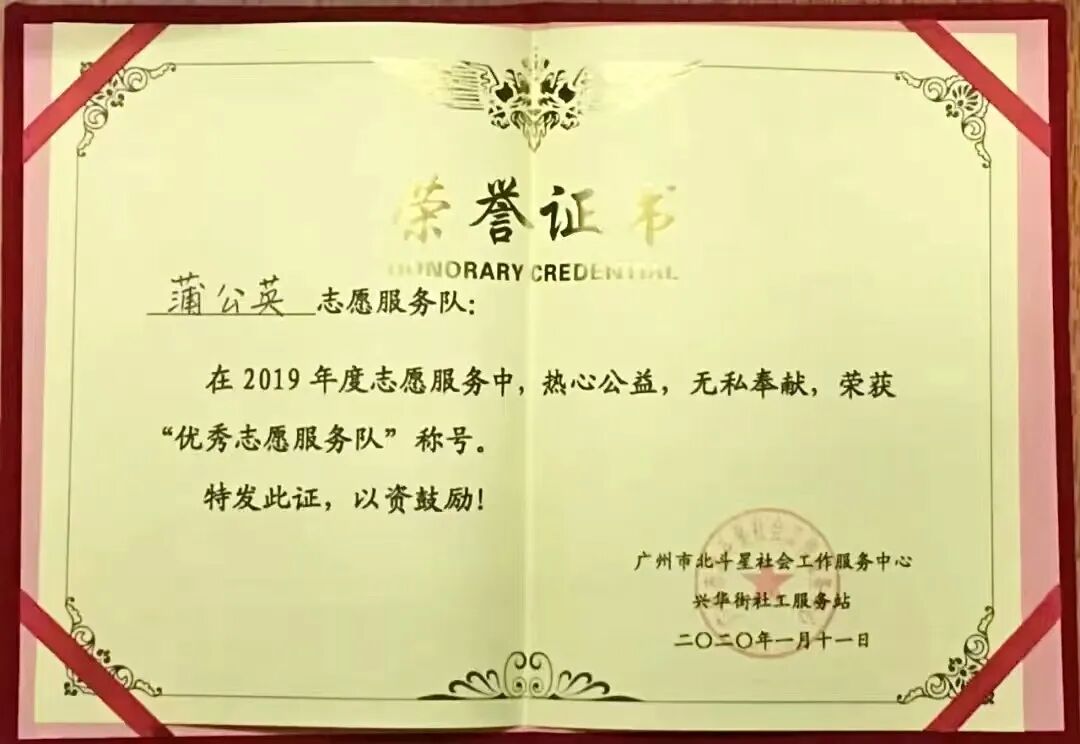 荣誉证书
HONORARY CREDENTIAL
蒲公英志愿服务队：
在2019年度志愿服务中，热心公益，无私奉献，荣获
“优秀志愿服务队”称号。
特发此证，以资鼓励！
广州市北斗星社会工作服务中心
兴华街社工服务站
二〇二〇年一月十一日